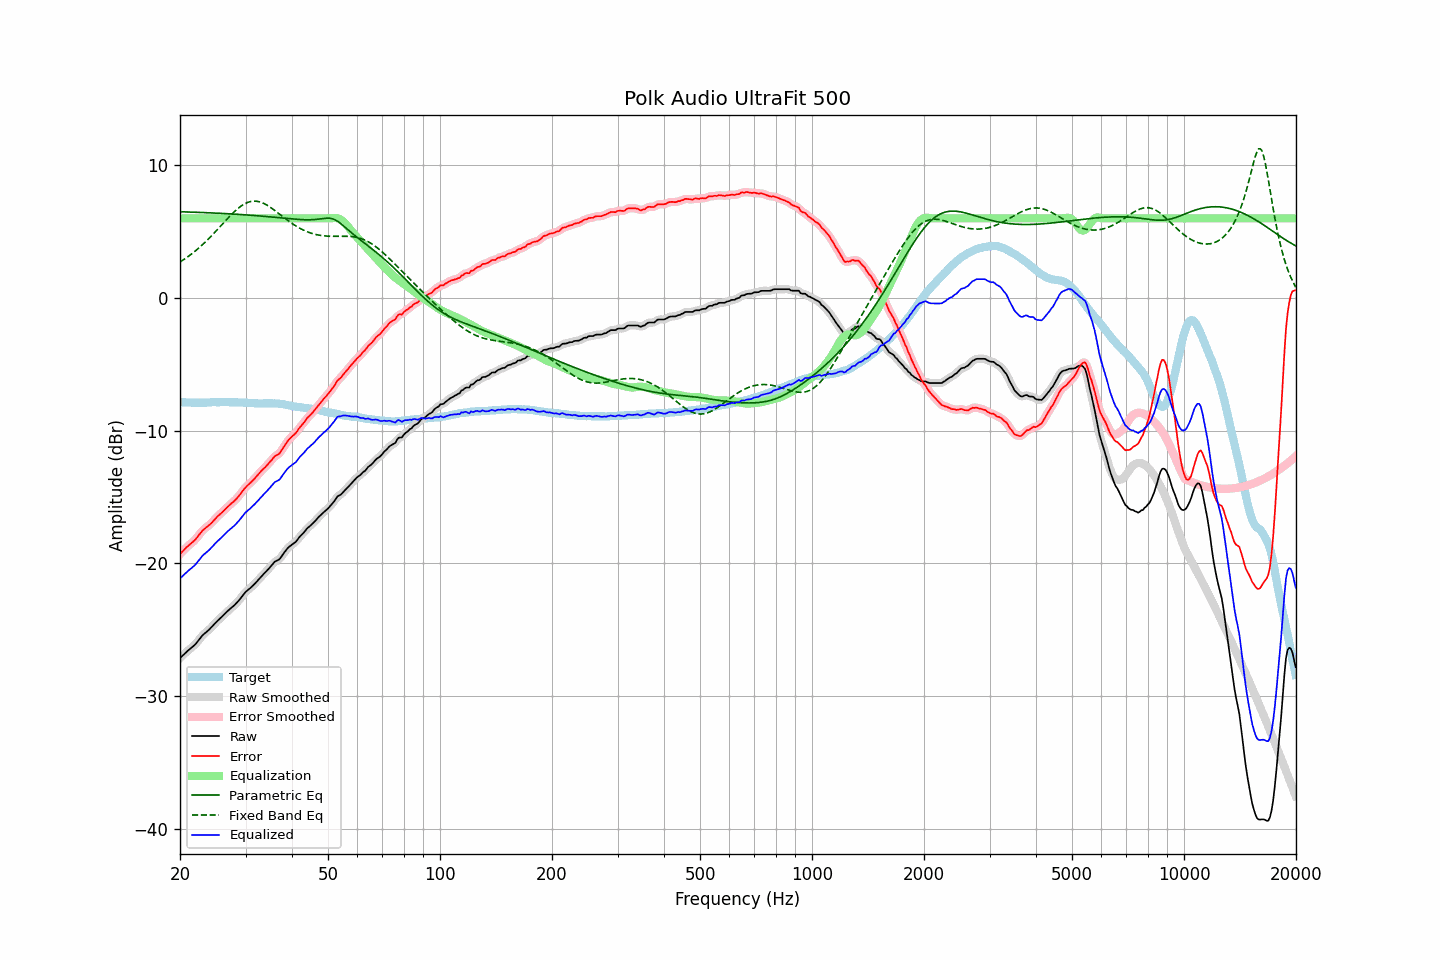 Polk Audio UltraFit 500
10
0
−10
−20
−30
−40
Amplitude (dBr)
Target
Raw Smoothed
Error Smoothed
Raw
Error
Equalization
Parametric Eq
Fixed Band Eq
Equalized
20 50 100 200 500 1000 2000 5000 10000 20000
Frequency (Hz)